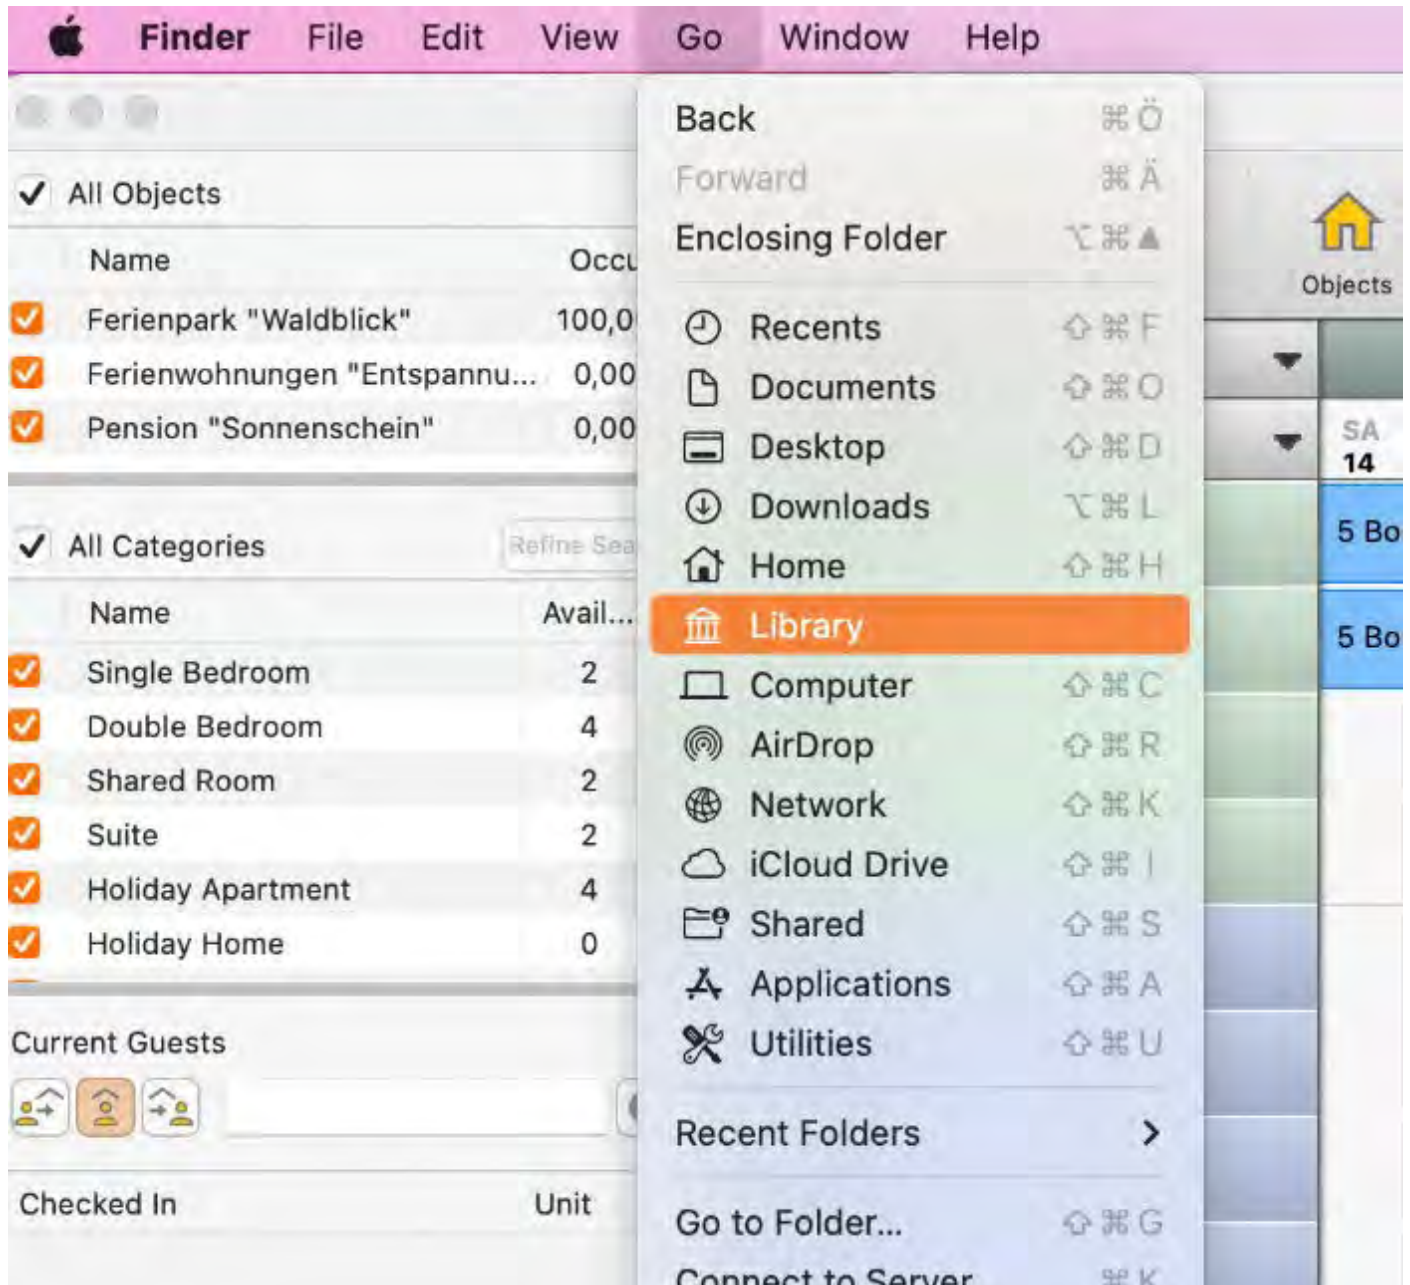 Finder File Edit View Go Window Help
Back ⌘Ö
Forward ⌘Ä
Enclosing Folder ⌥⌘▲
Recents ⇧⌘F
Documents ⇧⌘O
Desktop ⇧⌘D
Downloads ⌥⌘L
Home ⇧⌘H
Library
Computer ⇧⌘C
AirDrop ⇧⌘R
Network ⇧⌘K
iCloud Drive ⇧⌘I
Shared ⇧⌘S
Applications ⇧⌘A
Utilities ⇧⌘U
Recent Folders
Go to Folder... ⇧⌘G
Connect to Server ⌘K
All Objects
Name Occu
Ferienpark "Waldblick" 100,0
Ferienwohnungen "Entspannu... 0,00
Pension "Sonnenschein" 0,00
All Categories Refine Sea
Name Avail...
Single Bedroom 2
Double Bedroom 4
Shared Room 2
Suite 2
Holiday Apartment 4
Holiday Home 0
Current Guests
Checked In Unit
Objects
SA
14
5 Bo
5 Bo